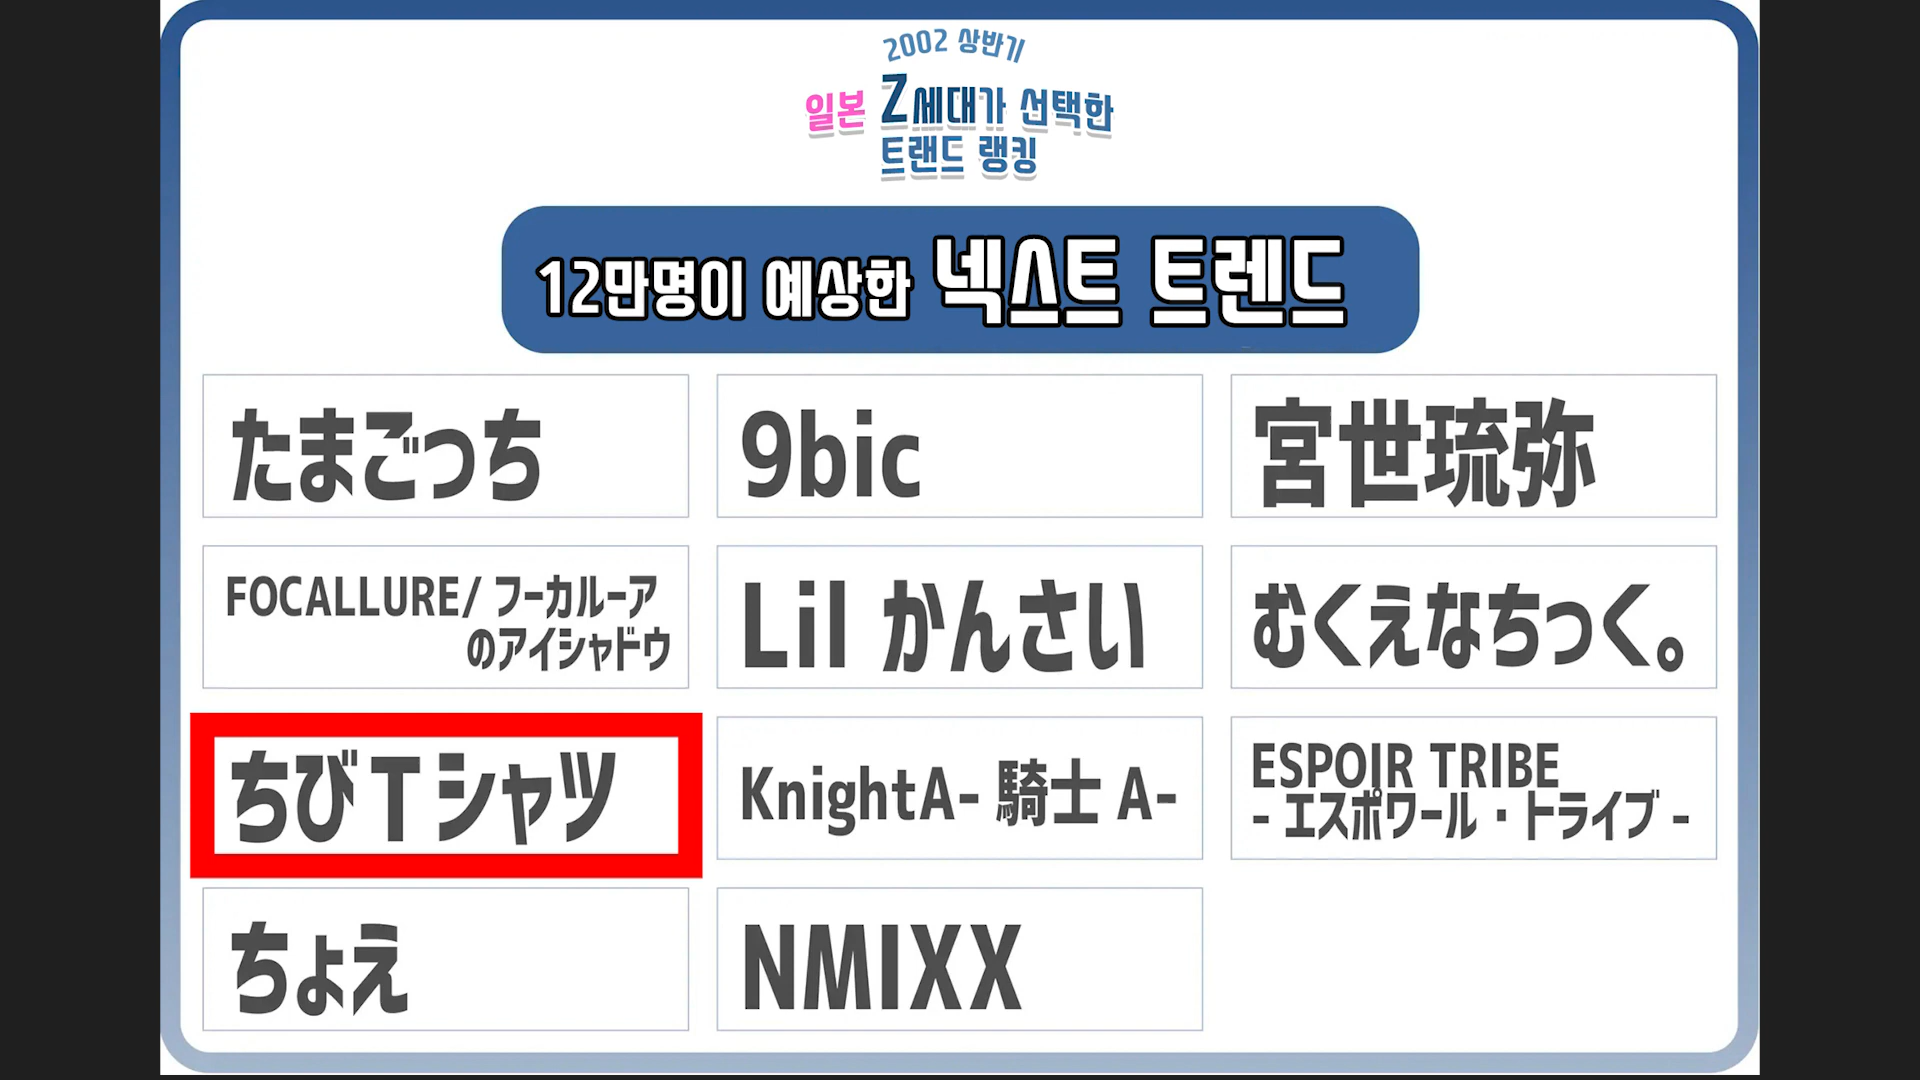 2002 상반기
일본 Z세대가 선택한
트랜드 랭킹
12만명이 예상한 넥스트 트렌드
たまごっち
9bic
宮世琉弥
FOCALLURE/ フーカルーア
のアイシャドウ
Lil かんさい
むくえなちっく。
ちびTシャツ
KnightA- 騎士 A-
ESPOIR TRIBE
- エスポワール・トライブ -
ちょえ
NMIXX